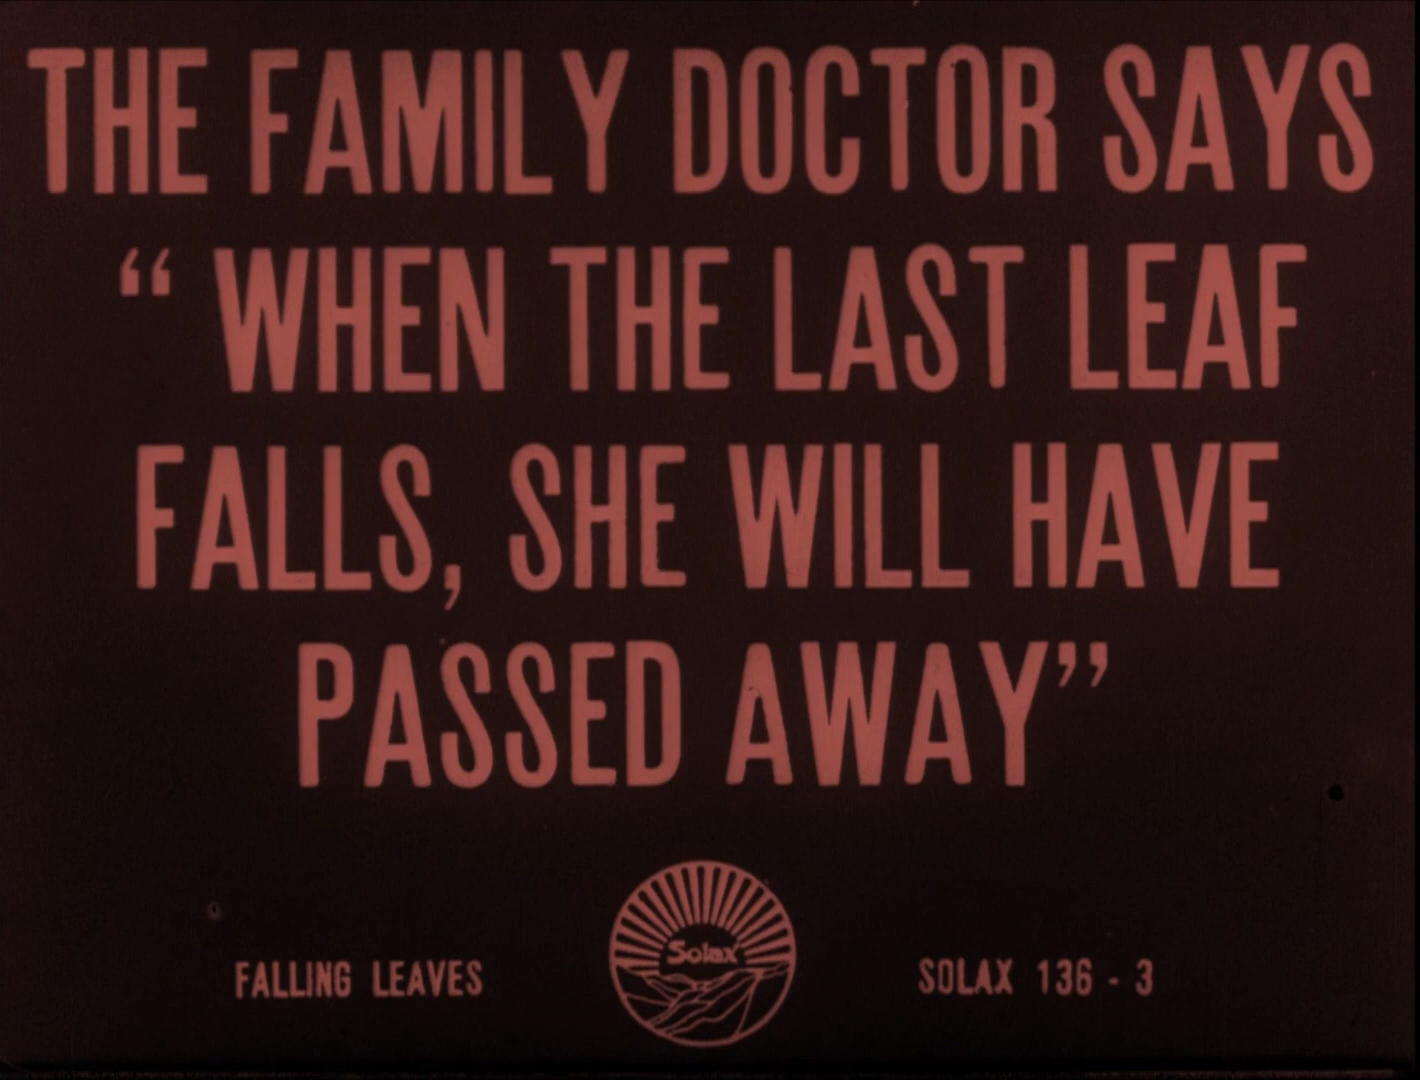 THE FAMILY DOCTOR SAYS
“ WHEN THE LAST LEAF
FALLS, SHE WILL HAVE
PASSED AWAY”
Solax
FALLING LEAVES
SOLAX 136 - 3